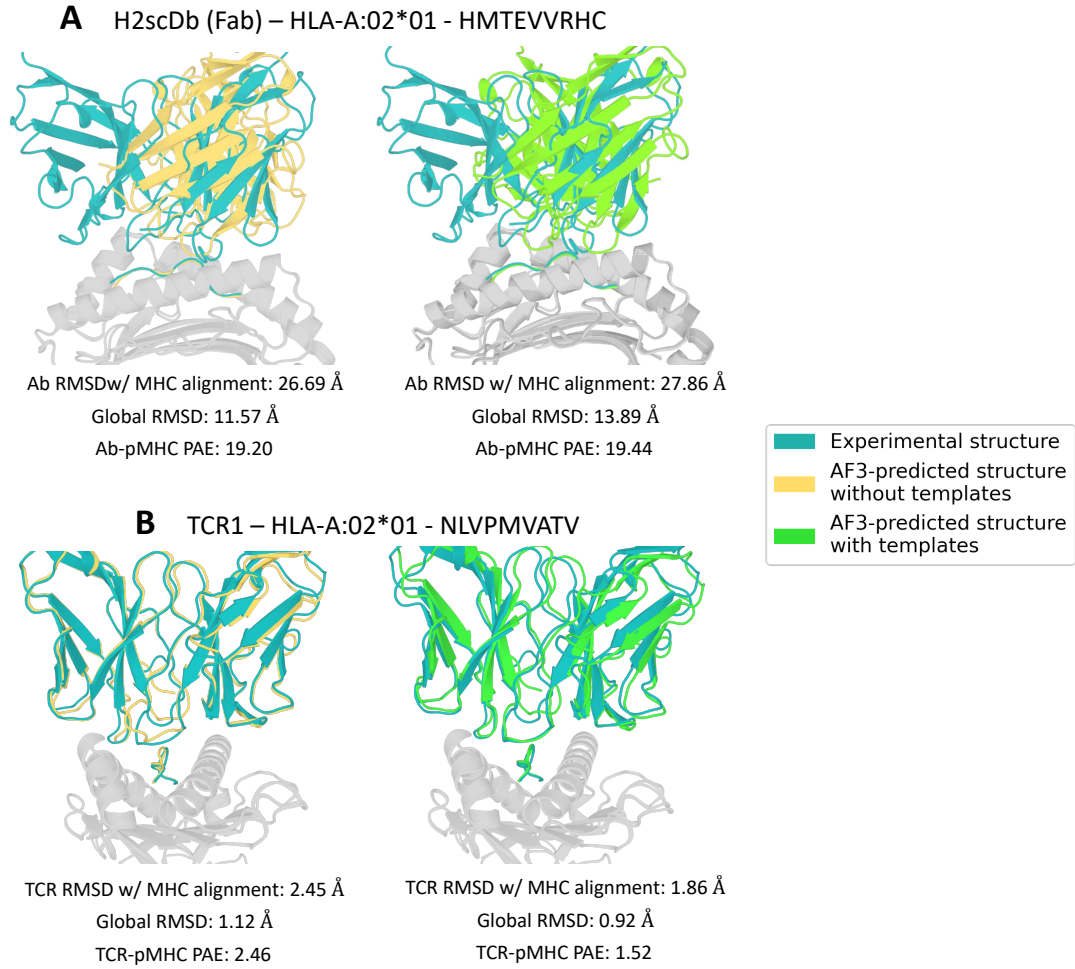 A H2scDb (Fab) – HLA-A:02*01 - HMTEVVRHC
Ab RMSDw/ MHC alignment: 26.69 Å
Global RMSD: 11.57 Å
Ab-pMHC PAE: 19.20
Ab RMSD w/ MHC alignment: 27.86 Å
Global RMSD: 13.89 Å
Ab-pMHC PAE: 19.44
Experimental structure
AF3-predicted structure
without templates
AF3-predicted structure
with templates
B TCR1 – HLA-A:02*01 - NLVPMVATV
TCR RMSD w/ MHC alignment: 2.45 Å
Global RMSD: 1.12 Å
TCR-pMHC PAE: 2.46
TCR RMSD w/ MHC alignment: 1.86 Å
Global RMSD: 0.92 Å
TCR-pMHC PAE: 1.52